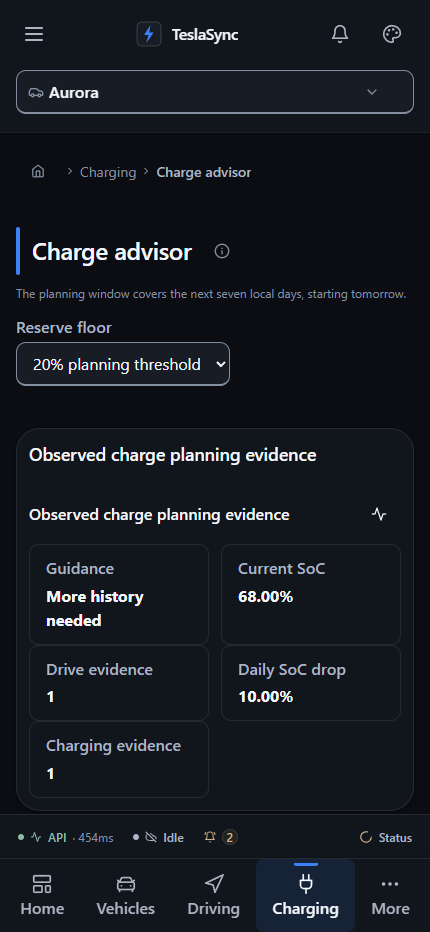 TeslaSync
Aurora
Charging
Charge advisor
Charge advisor
The planning window covers the next seven local days, starting tomorrow.
Reserve floor
20% planning threshold
Observed charge planning evidence
Observed charge planning evidence
Guidance
More history
needed
Current SoC
68.00%
Drive evidence
1
Daily SoC drop
10.00%
Charging evidence
1
API · 454ms
Idle
2
Status
Home
Vehicles
Driving
Charging
More